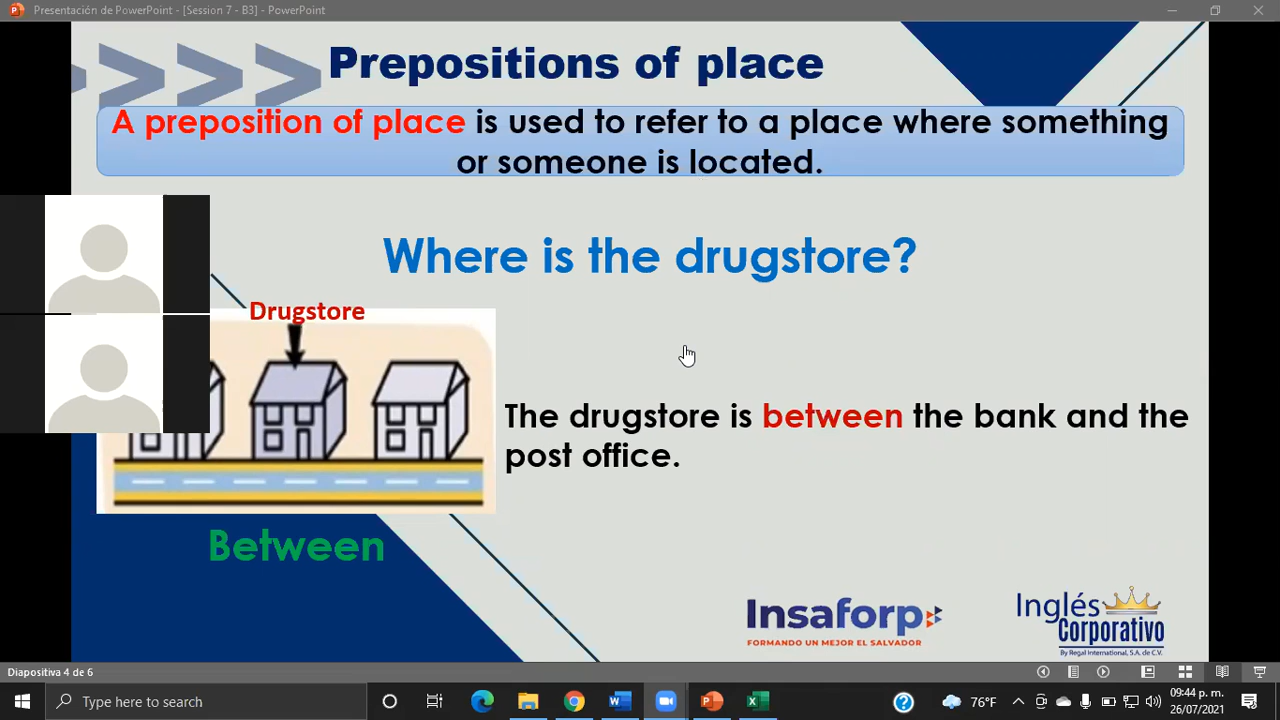 Presentación de PowerPoint - [Session 7 - B3] - PowerPoint
Prepositions of place
A preposition of place is used to refer to a place where something
or someone is located.
Where is the drugstore?
Drugstore
The drugstore is between the bank and the
post office.
Between
Insaforp
FORMANDO UN MEJOR EL SALVADOR
Inglés
Corporativo
By Regal International, S.A. de C.V.
Diapositiva 4 de 6
Type here to search
76°F
09:44 p. m.
26/07/2021